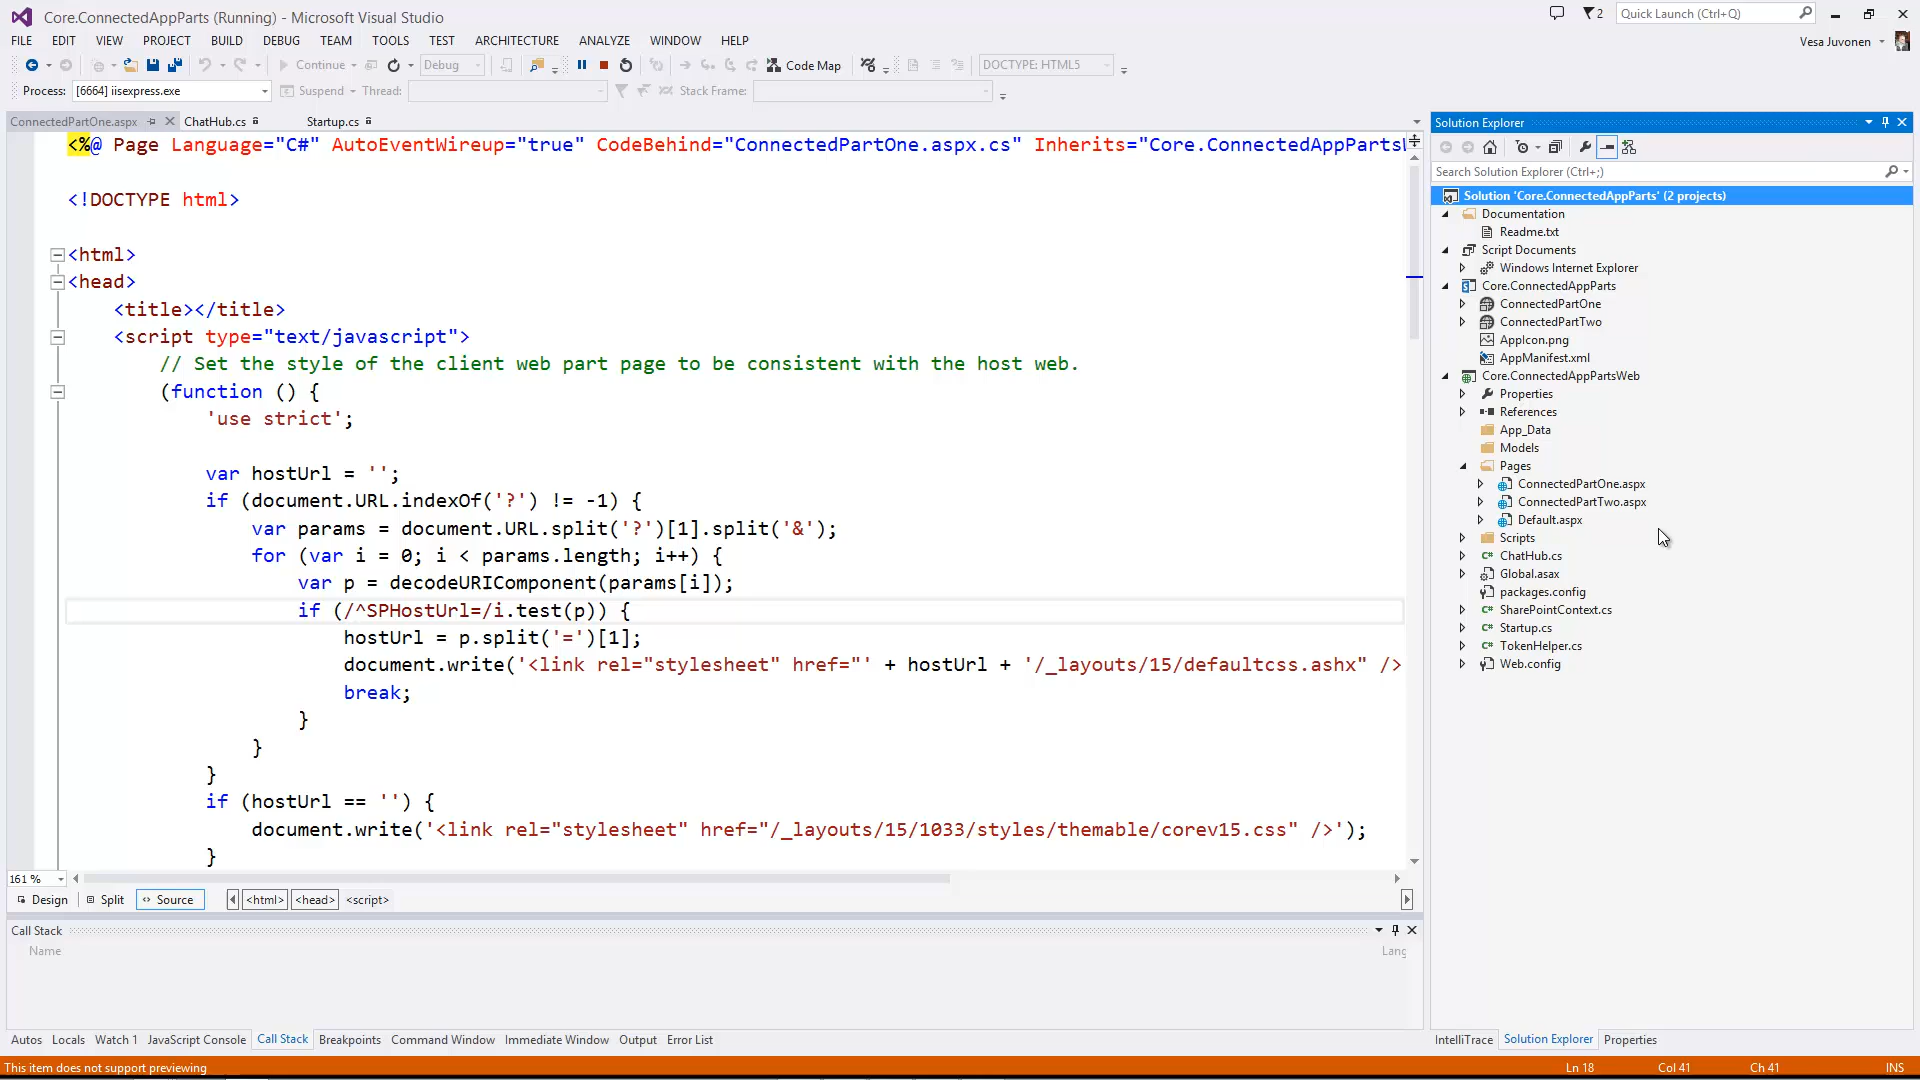 Core.ConnectedAppParts (Running) - Microsoft Visual Studio
2
Quick Launch (Ctrl+Q)
FILE EDIT VIEW PROJECT BUILD DEBUG TEAM TOOLS TEST ARCHITECTURE ANALYZE WINDOW HELP
Vesa Juvonen
Continue Debug Code Map DOCTYPE: HTML5
Process: [6664] iisexpress.exe Suspend Thread: Stack Frame:
ConnectedPartOne.aspx ChatHub.cs Startup.cs
<%@ Page Language="C#" AutoEventWireup="true" CodeBehind="ConnectedPartOne.aspx.cs" Inherits="Core.ConnectedAppParts
<!DOCTYPE html>
<html>
<head>
<title></title>
<script type="text/javascript">
// Set the style of the client web part page to be consistent with the host web.
(function () {
'use strict';
var hostUrl = '';
if (document.URL.indexOf('?') != -1) {
var params = document.URL.split('?')[1].split('&');
for (var i = 0; i < params.length; i++) {
var p = decodeURIComponent(params[i]);
if (/^SPHostUrl=/i.test(p)) {
hostUrl = p.split('=')[1];
document.write('<link rel="stylesheet" href="' + hostUrl + '/_layouts/15/defaultcss.ashx" />
break;
}
}
}
if (hostUrl == '') {
document.write('<link rel="stylesheet" href="/_layouts/15/1033/styles/themable/corev15.css" />');
}
161 %
Design Split Source <html> <head> <script>
Call Stack
Name Lang
Autos Locals Watch 1 JavaScript Console Call Stack Breakpoints Command Window Immediate Window Output Error List
Solution Explorer
Search Solution Explorer (Ctrl+;)
Solution 'Core.ConnectedAppParts' (2 projects)
Documentation
Readme.txt
Script Documents
Windows Internet Explorer
Core.ConnectedAppParts
ConnectedPartOne
ConnectedPartTwo
AppIcon.png
AppManifest.xml
Core.ConnectedAppPartsWeb
Properties
References
App_Data
Models
Pages
ConnectedPartOne.aspx
ConnectedPartTwo.aspx
Default.aspx
Scripts
C# ChatHub.cs
Global.asax
packages.config
C# SharePointContext.cs
C# Startup.cs
C# TokenHelper.cs
Web.config
IntelliTrace Solution Explorer Properties
This item does not support previewing Ln 18 Col 41 Ch 41 INS